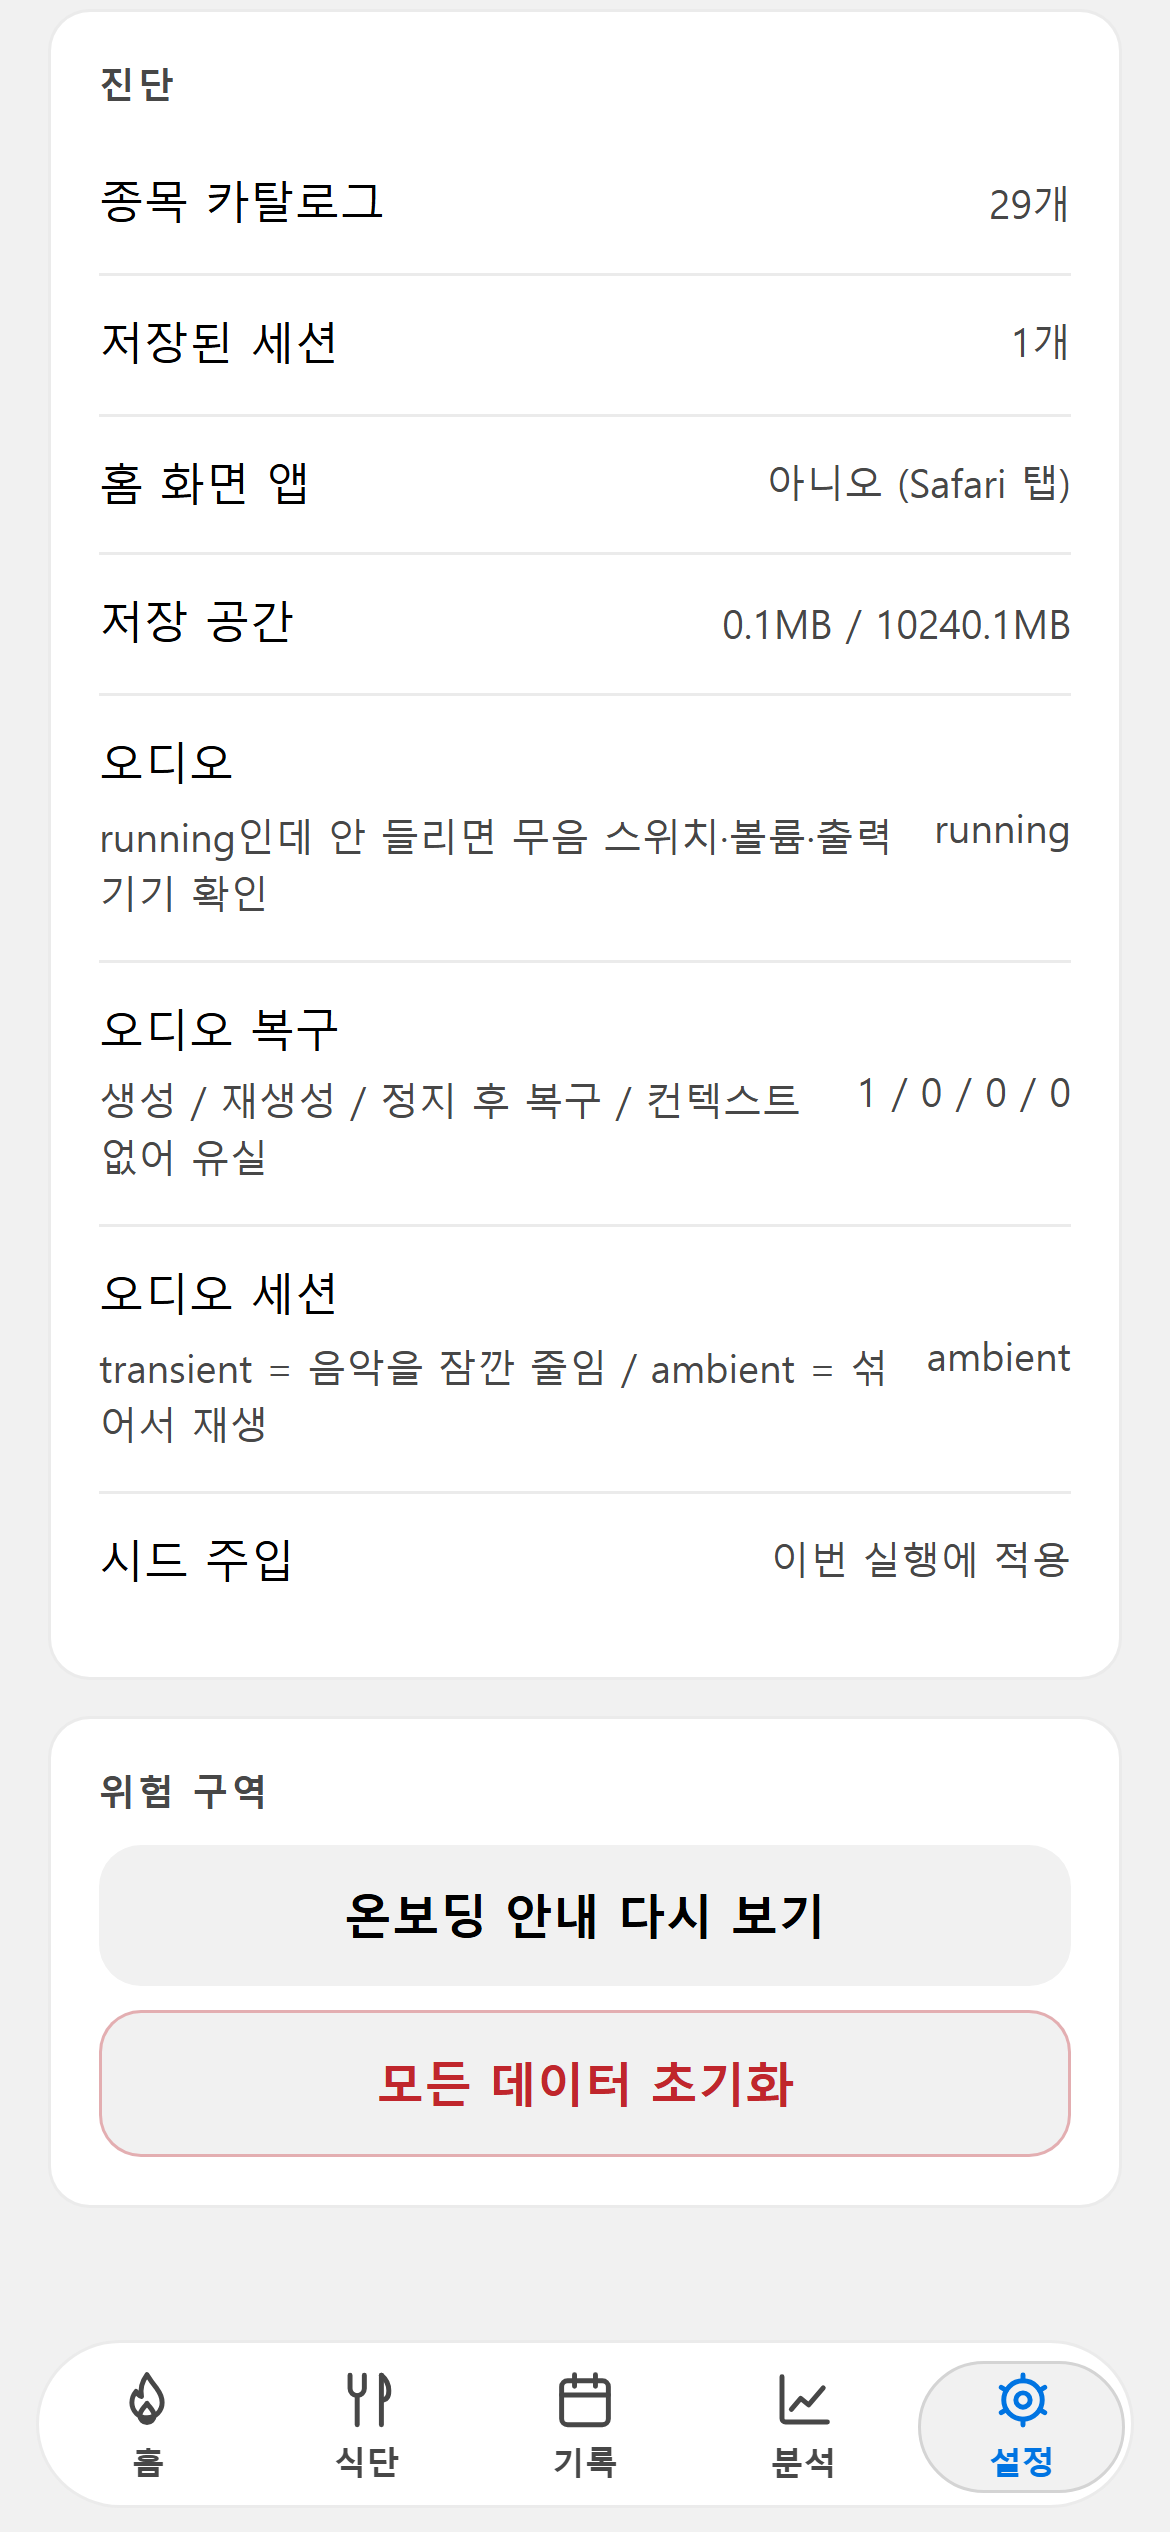 진단
종목 카탈로그 29개
저장된 세션 1개
홈 화면 앱 아니오 (Safari 탭)
저장 공간 0.1MB / 10240.1MB
오디오
running인데 안 들리면 무음 스위치·볼륨·출력 running
기기 확인
오디오 복구
생성 / 재생성 / 정지 후 복구 / 컨텍스트 1 / 0 / 0 / 0
없어 유실
오디오 세션
transient = 음악을 잠깐 줄임 / ambient = 섞 ambient
어서 재생
시드 주입 이번 실행에 적용
위험 구역
온보딩 안내 다시 보기
모든 데이터 초기화
홈 식단 기록 분석 설정